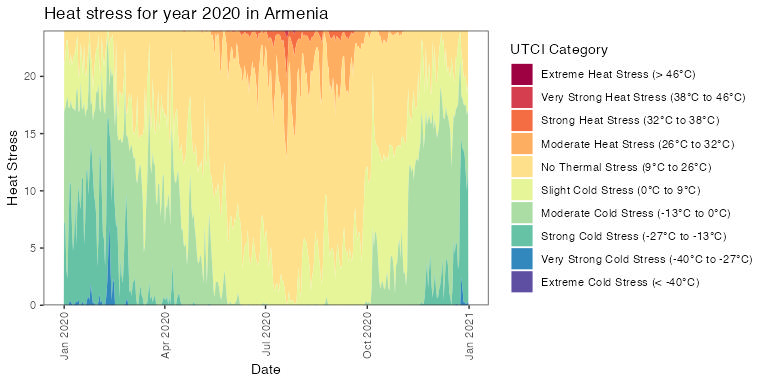 Heat stress for year 2020 in Armenia
Heat Stress
20
15
10
5
0
Jan 2020
Apr 2020
Jul 2020
Oct 2020
Jan 2021
Date
UTCI Category
Extreme Heat Stress (> 46°C)
Very Strong Heat Stress (38°C to 46°C)
Strong Heat Stress (32°C to 38°C)
Moderate Heat Stress (26°C to 32°C)
No Thermal Stress (9°C to 26°C)
Slight Cold Stress (0°C to 9°C)
Moderate Cold Stress (-13°C to 0°C)
Strong Cold Stress (-27°C to -13°C)
Very Strong Cold Stress (-40°C to -27°C)
Extreme Cold Stress (< -40°C)